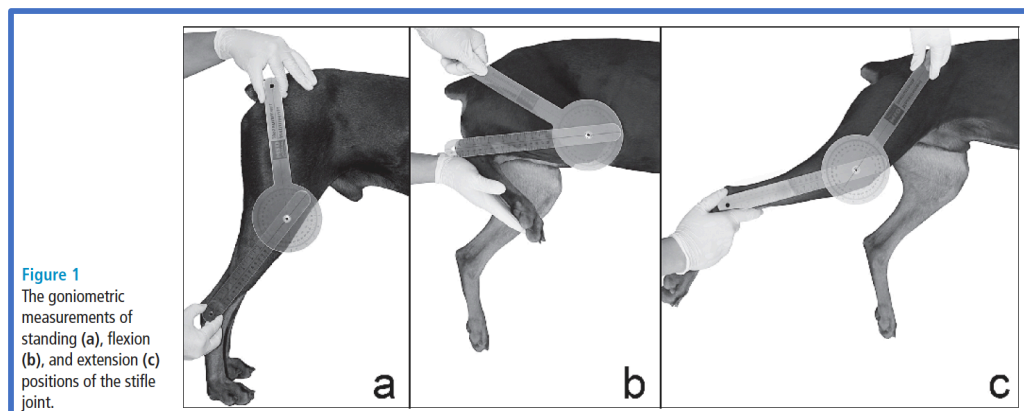 Figure 1
The goniometric
measurements of
standing (a), flexion
(b), and extension (c)
positions of the stifle
joint.
a
b
c